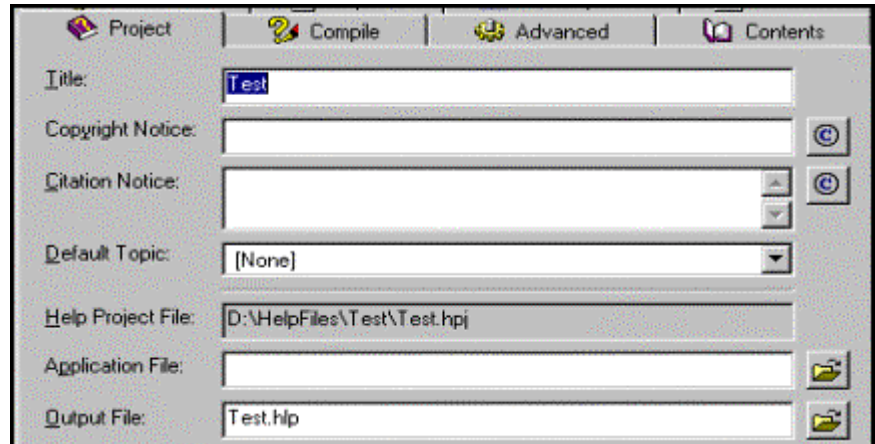 Project Compile Advanced Contents
Title: Test
Copyright Notice: ©
Citation Notice: ©
Default Topic: [None]
Help Project File: D:\HelpFiles\Test\Test.hpj
Application File:
Output File: Test.hlp